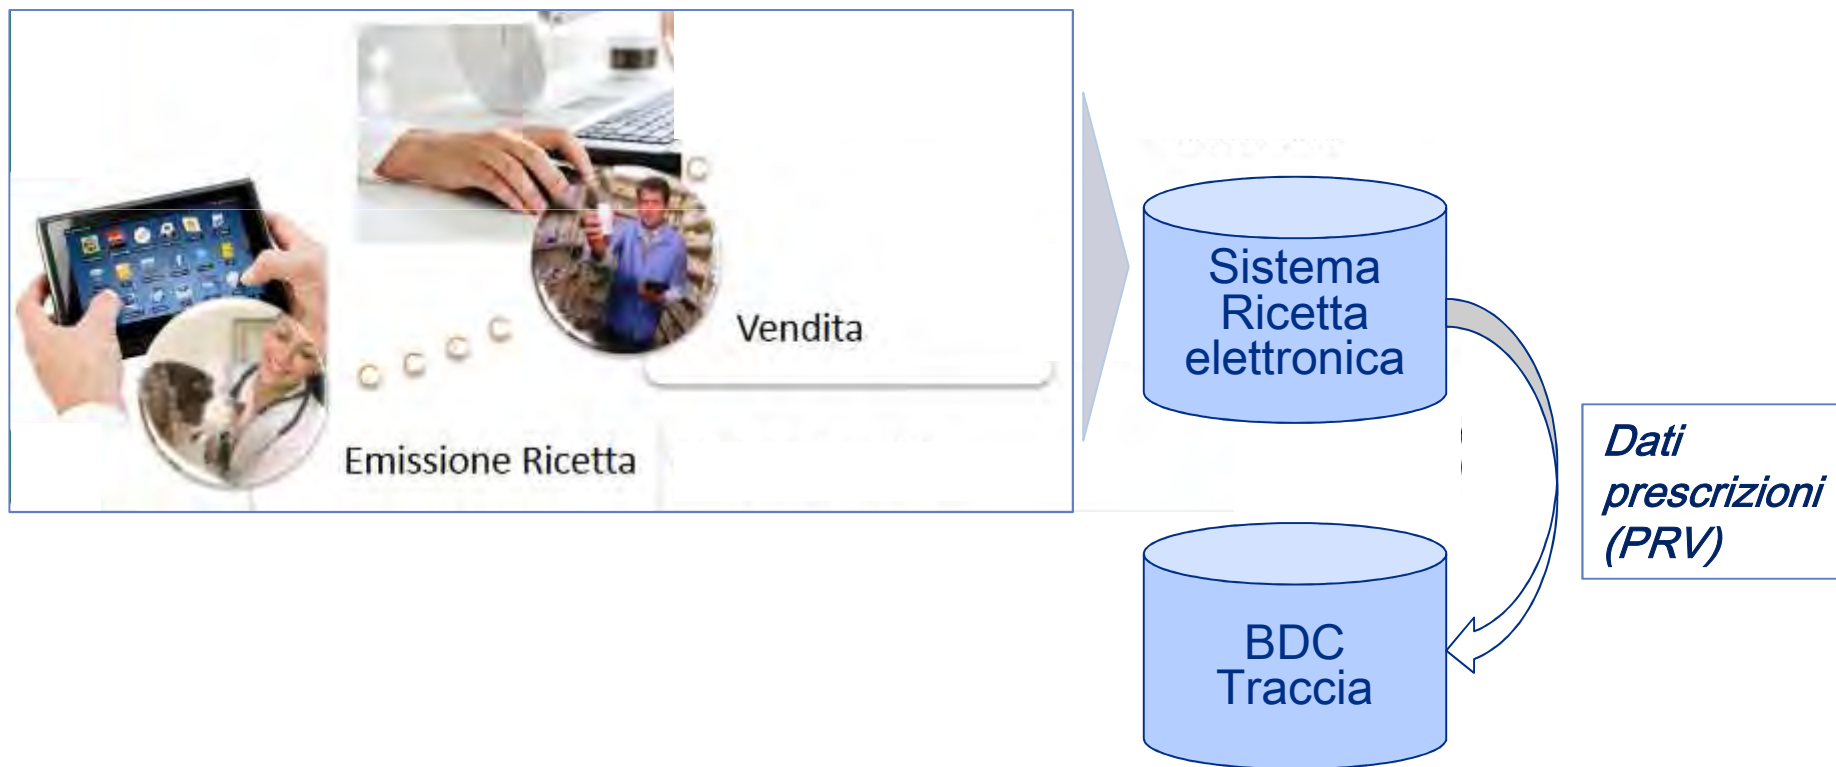 Vendita
Emissione Ricetta
Sistema
Ricetta
elettronica
Dati
prescrizioni
(PRV)
BDC
Traccia